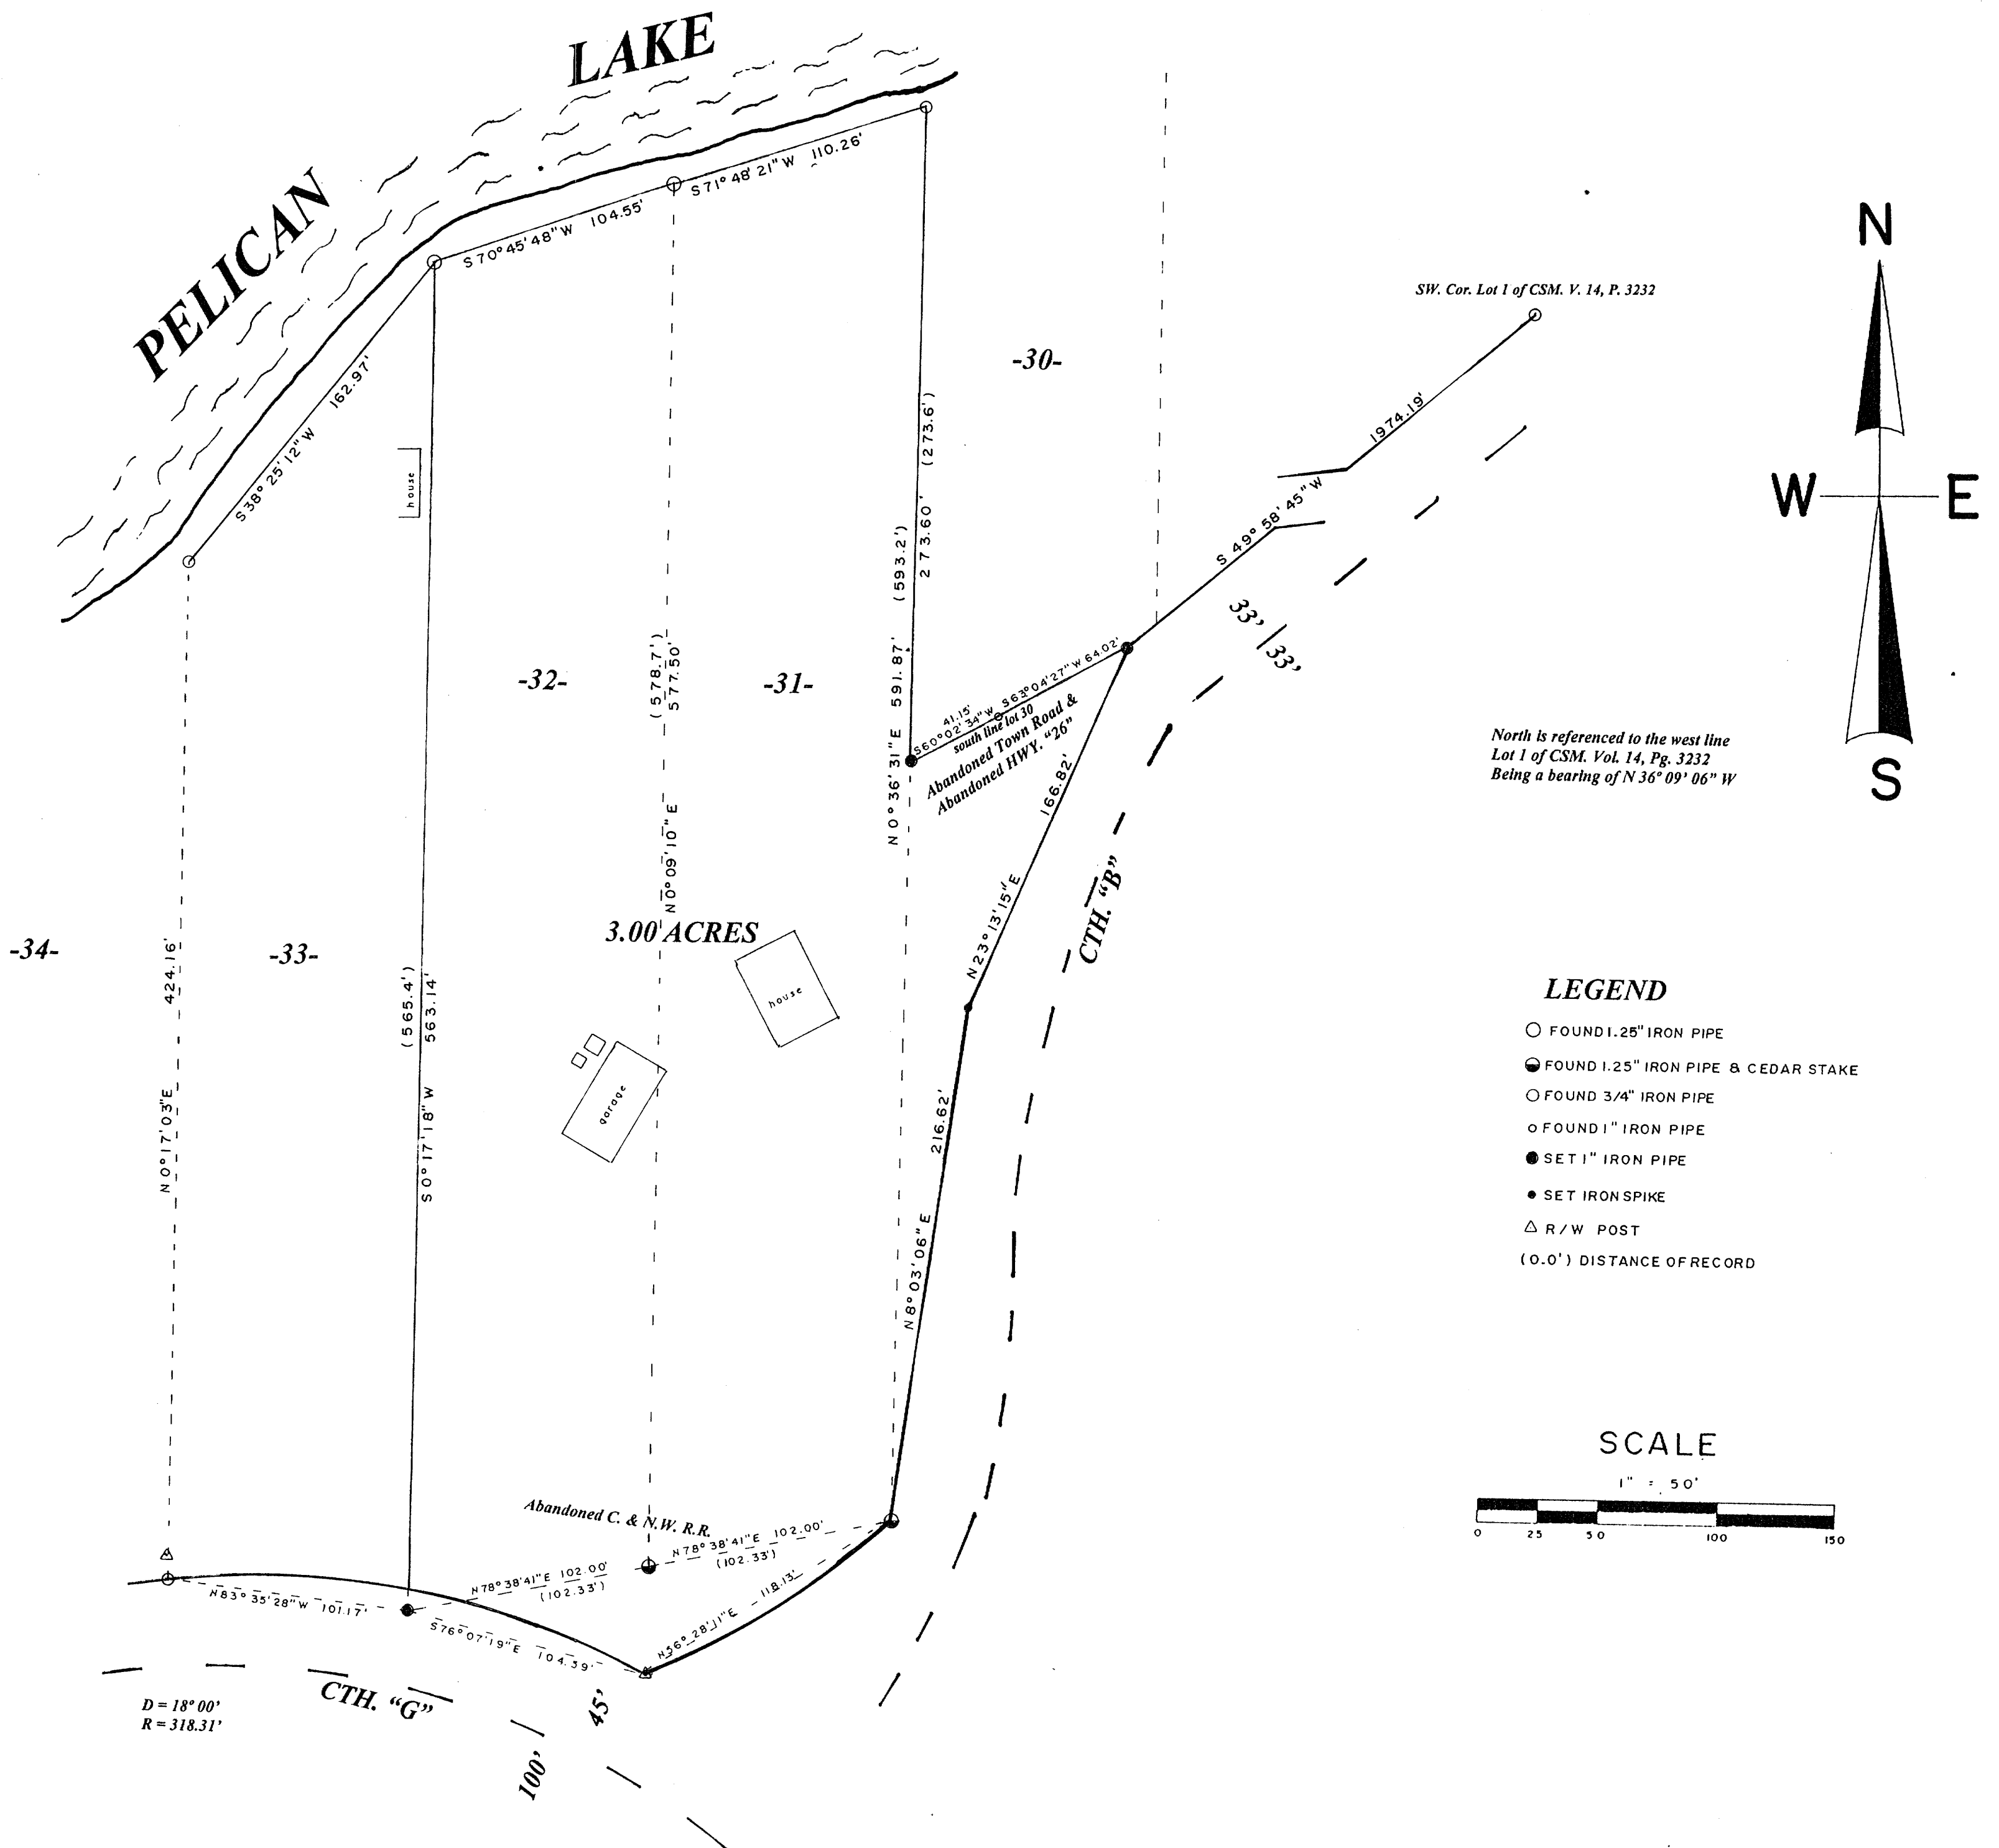 PELICAN LAKE
S 71° 48' 21" W 110.26'
S 70° 45' 48" W 104.55'
S 38° 25' 12" W 162.97'
house
-30-
(273.6')
273.60'
(593.2')
N 0° 36' 31" E 591.87'
SW. Cor. Lot 1 of CSM. V. 14, P. 3232
1974.19'
S 49° 58' 45" W
33' 33'
N
W E
S
North is referenced to the west line
Lot 1 of CSM. Vol. 14, Pg. 3232
Being a bearing of N 36° 09' 06" W
-32-
-31-
(578.7')
577.50'
N 0° 09' 10" E
S 63° 04' 27" W 64.02'
41.15'
S 60° 02' 34" W
south line lot 30
Abandoned Town Road &
Abandoned HWY. "26"
166.82'
N 23° 13' 15" E
CTH. "B"
-34-
-33-
3.00 ACRES
house
garage
424.16'
N 0° 17' 03" E
(565.4')
563.14'
S 0° 17' 18" W
216.62'
N 8° 03' 06" E
LEGEND
FOUND 1.25" IRON PIPE
FOUND 1.25" IRON PIPE & CEDAR STAKE
FOUND 3/4" IRON PIPE
FOUND 1" IRON PIPE
SET 1" IRON PIPE
SET IRON SPIKE
R/W POST
(0.0') DISTANCE OF RECORD
SCALE
1" = 50'
0 25 50 100 150
Abandoned C. & N.W. R.R.
N 78° 38' 41" E 102.00'
(102.33')
N 78° 38' 41" E 102.00'
(102.33')
N 83° 35' 28" W 101.17'
S 76° 07' 19" E 104.39'
N 56° 28' 11" E 118.13'
CTH. "G"
D = 18° 00'
R = 318.31'
45'
100'